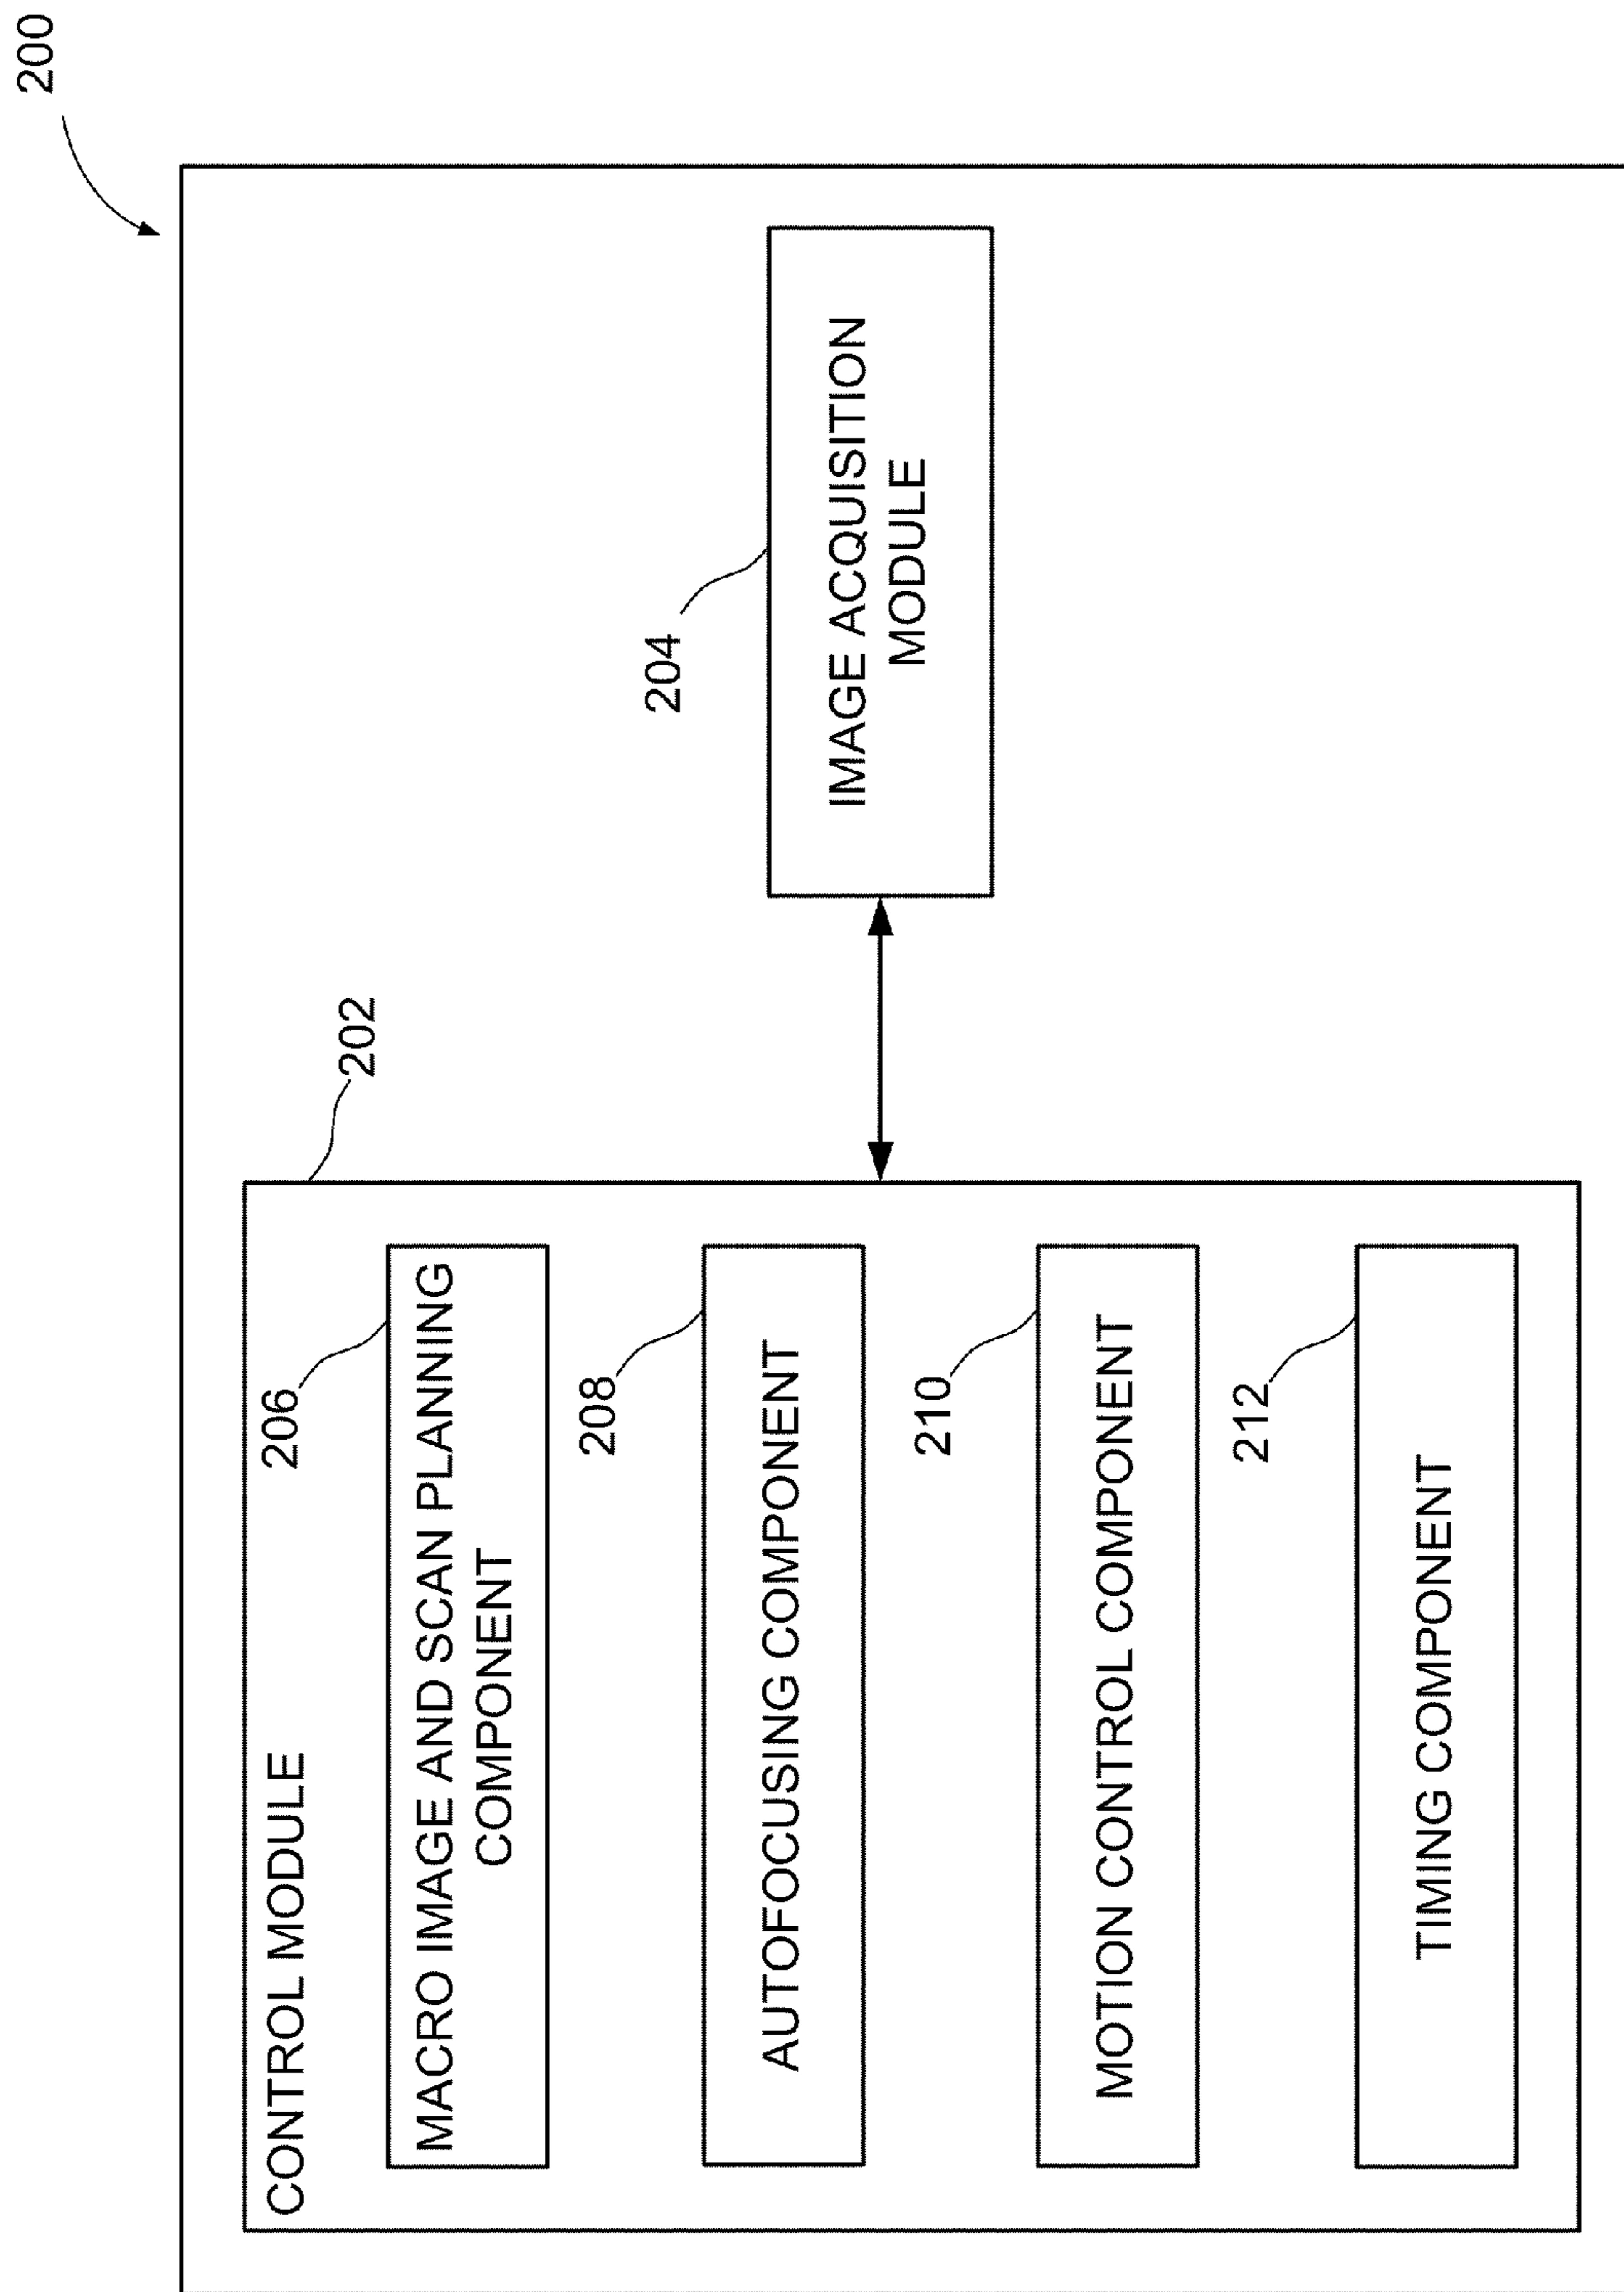 200
CONTROL MODULE
202
206
MACRO IMAGE AND SCAN PLANNING
COMPONENT
208
AUTOFOCUSING COMPONENT
210
MOTION CONTROL COMPONENT
212
TIMING COMPONENT
204
IMAGE ACQUISITION
MODULE